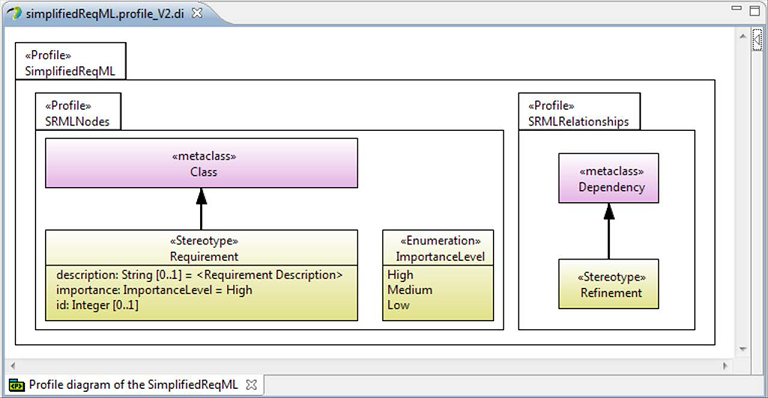 simplifiedReqML.profile_V2.di
«Profile»
SimplifiedReqML
«Profile»
SRMLNodes
«metaclass»
Class
«Stereotype»
Requirement
description: String [0..1] = <Requirement Description>
importance: ImportanceLevel = High
id: Integer [0..1]
«Enumeration»
ImportanceLevel
High
Medium
Low
«Profile»
SRMLRelationships
«metaclass»
Dependency
«Stereotype»
Refinement
Profile diagram of the SimplifiedReqML